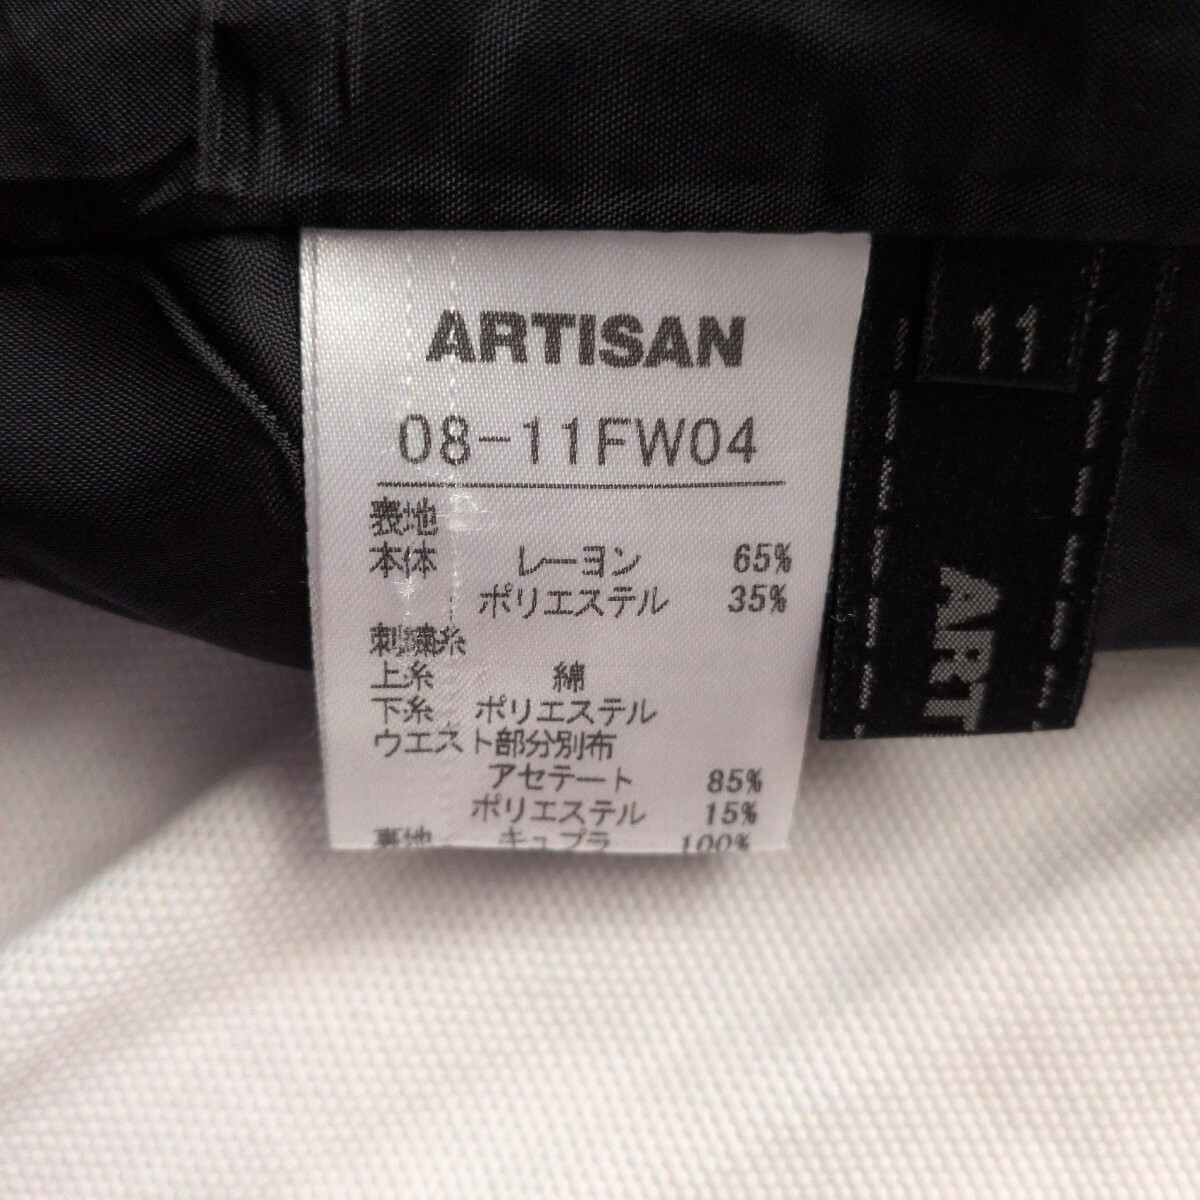 ARTISAN
08-11FW04
表地
本体 レーヨン 65%
ポリエステル 35%
刺繍糸
上糸 綿
下糸 ポリエステル
ウエスト部分別布
アセテート 85%
ポリエステル 15%
裏地 キュプラ 100%
11
ART